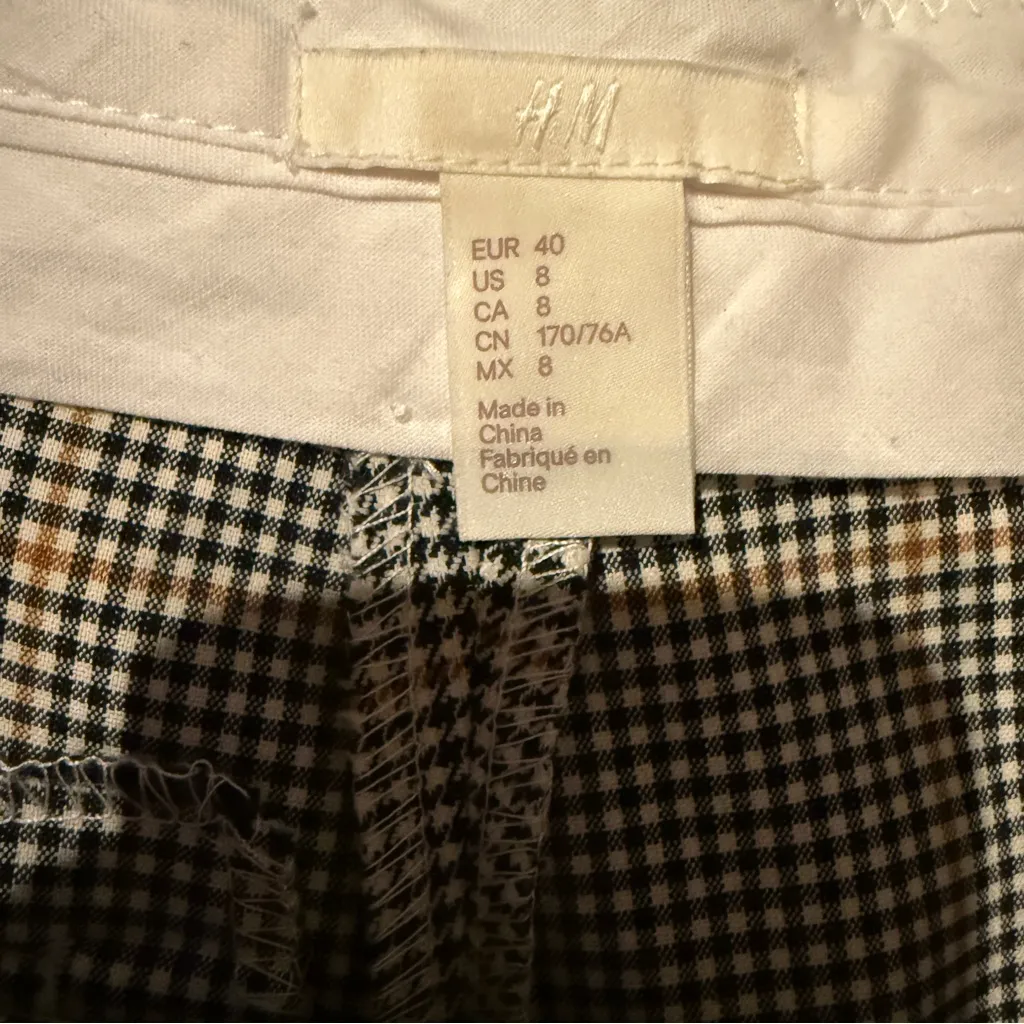 H&M
EUR 40
US 8
CA 8
CN 170/76A
MX 8
Made in
China
Fabriqué en
Chine